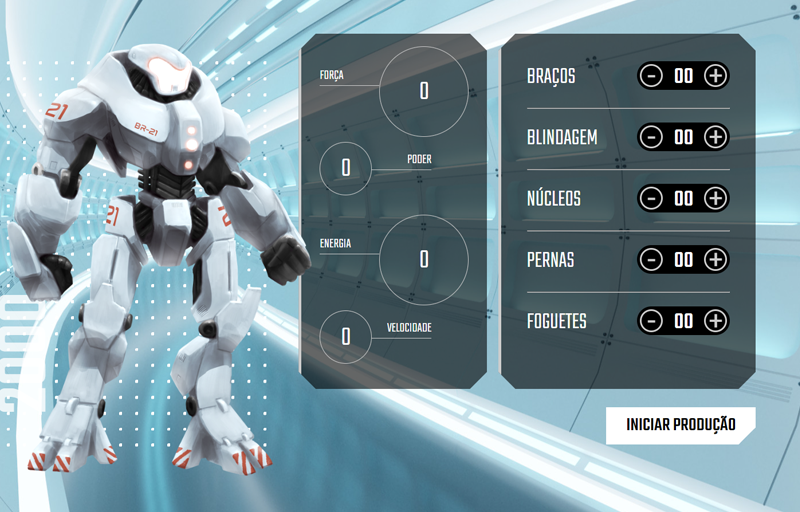 21
BR-21
21
2
FORÇA
0
0
PODER
ENERGIA
0
0
VELOCIDADE
BRAÇOS
- 00 +
BLINDAGEM
- 00 +
NÚCLEOS
- 00 +
PERNAS
- 00 +
FOGUETES
- 00 +
INICIAR PRODUÇÃO